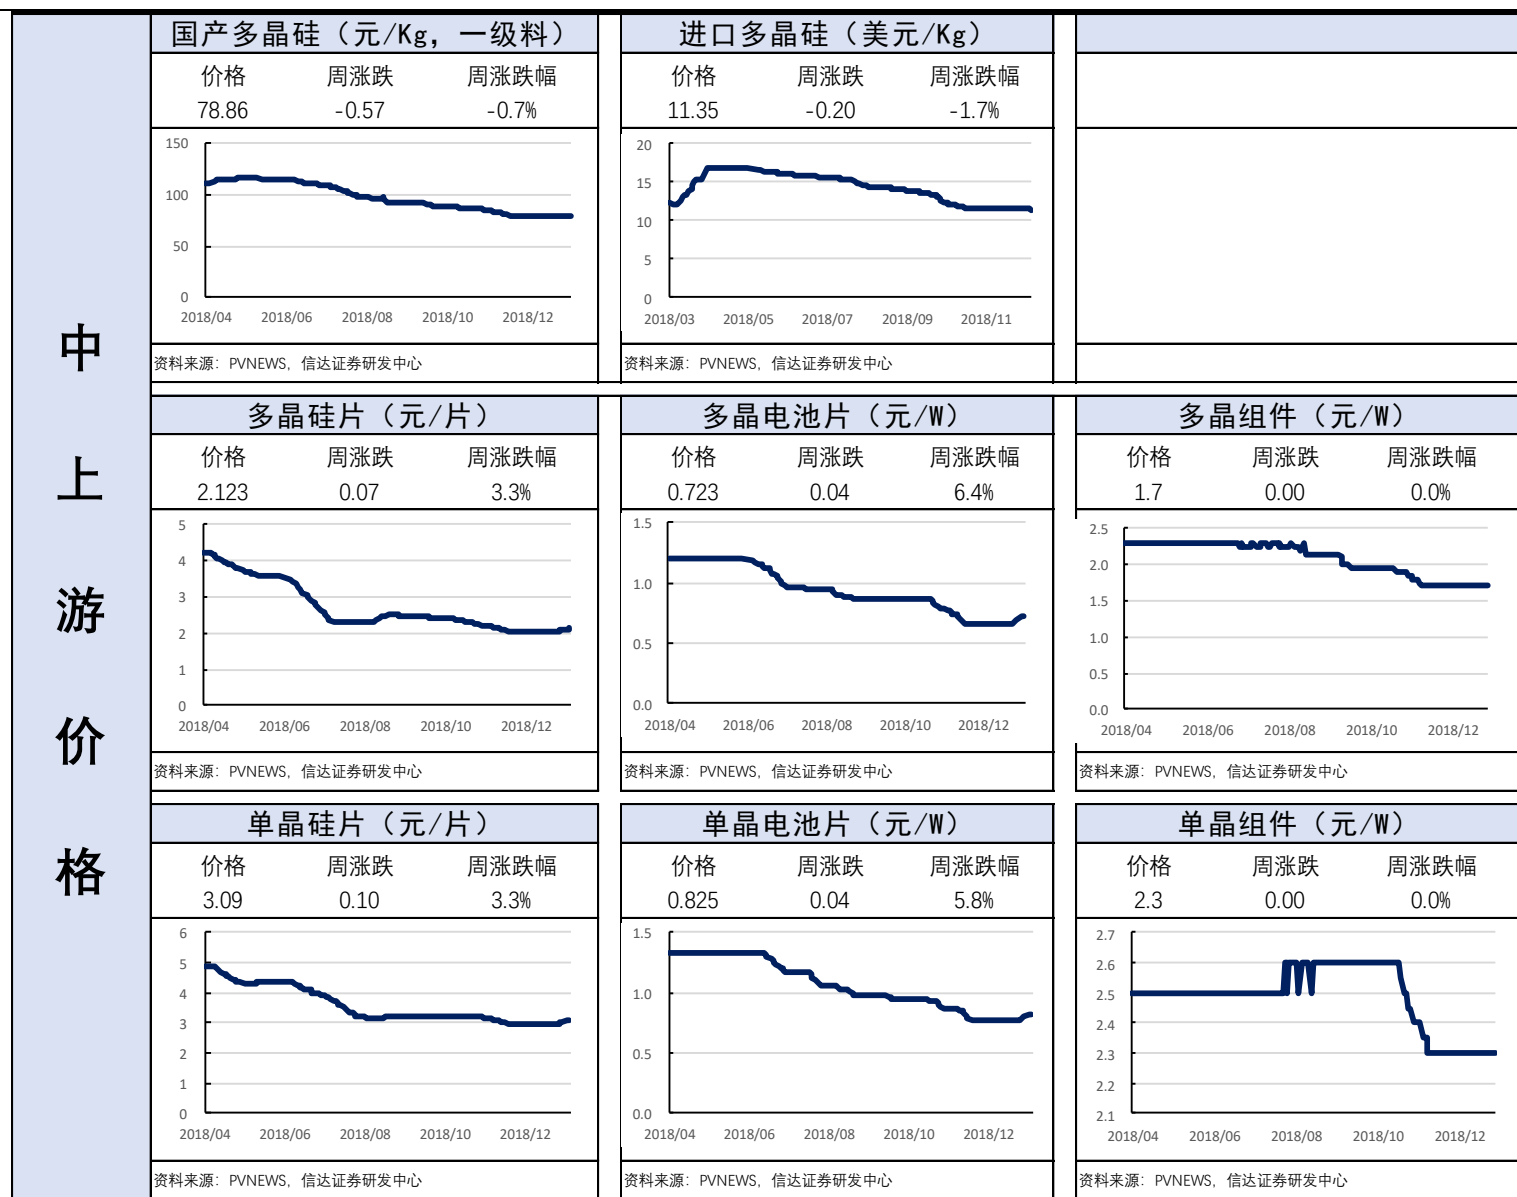 中
上
游
价
格
国产多晶硅（元/Kg，一级料）
价格 周涨跌 周涨跌幅
78.86 -0.57 -0.7%
150
100
50
0
2018/04 2018/06 2018/08 2018/10 2018/12
资料来源：PVNEWS，信达证券研发中心
进口多晶硅（美元/Kg）
价格 周涨跌 周涨跌幅
11.35 -0.20 -1.7%
20
15
10
5
0
2018/03 2018/05 2018/07 2018/09 2018/11
资料来源：PVNEWS，信达证券研发中心
多晶硅片（元/片）
价格 周涨跌 周涨跌幅
2.123 0.07 3.3%
5
4
3
2
1
0
2018/04 2018/06 2018/08 2018/10 2018/12
资料来源：PVNEWS，信达证券研发中心
多晶电池片（元/W）
价格 周涨跌 周涨跌幅
0.723 0.04 6.4%
1.5
1.0
0.5
0.0
2018/04 2018/06 2018/08 2018/10 2018/12
资料来源：PVNEWS，信达证券研发中心
多晶组件（元/W）
价格 周涨跌 周涨跌幅
1.7 0.00 0.0%
2.5
2.0
1.5
1.0
0.5
0.0
2018/04 2018/06 2018/08 2018/10 2018/12
资料来源：PVNEWS，信达证券研发中心
单晶硅片（元/片）
价格 周涨跌 周涨跌幅
3.09 0.10 3.3%
6
5
4
3
2
1
0
2018/04 2018/06 2018/08 2018/10 2018/12
资料来源：PVNEWS，信达证券研发中心
单晶电池片（元/W）
价格 周涨跌 周涨跌幅
0.825 0.04 5.8%
1.5
1.0
0.5
0.0
2018/04 2018/06 2018/08 2018/10 2018/12
资料来源：PVNEWS，信达证券研发中心
单晶组件（元/W）
价格 周涨跌 周涨跌幅
2.3 0.00 0.0%
2.7
2.6
2.5
2.4
2.3
2.2
2.1
2018/04 2018/06 2018/08 2018/10 2018/12
资料来源：PVNEWS，信达证券研发中心